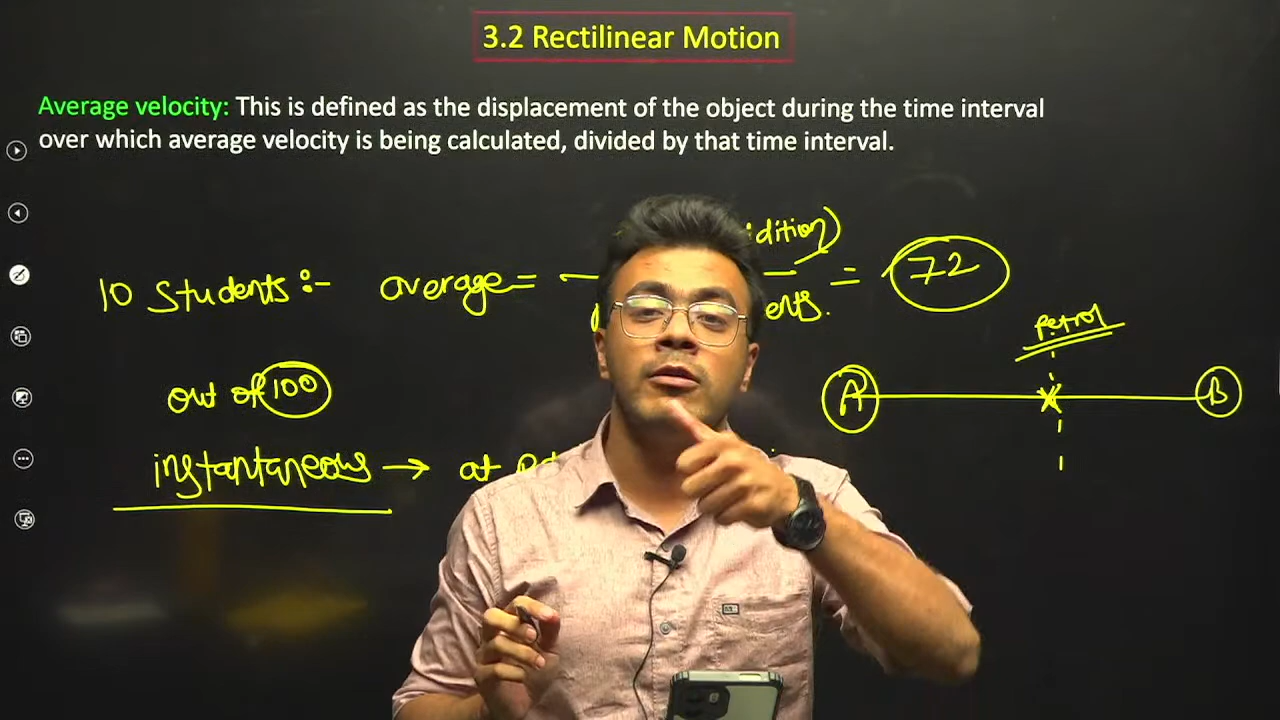 3.2 Rectilinear Motion
Average velocity: This is defined as the displacement of the object during the time interval
over which average velocity is being calculated, divided by that time interval.
10 Students :- average = = 72
Petrol
out of 100
A B
instantaneous → at